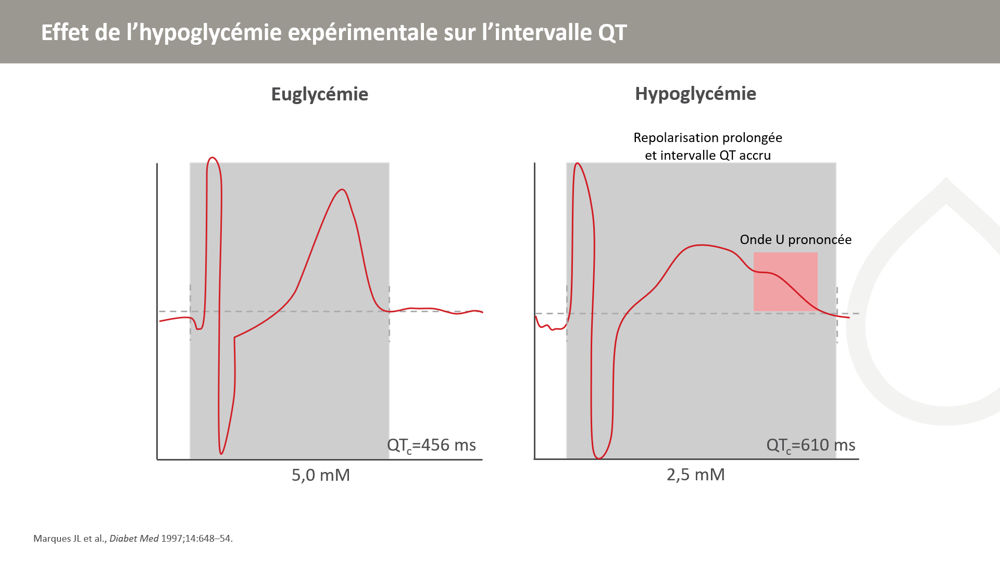 Effet de l’hypoglycémie expérimentale sur l’intervalle QT
Euglycémie
QTc=456 ms
5,0 mM
Hypoglycémie
Repolarisation prolongée
et intervalle QT accru
Onde U prononcée
QTc=610 ms
2,5 mM
Marques JL et al., Diabet Med 1997;14:648–54.